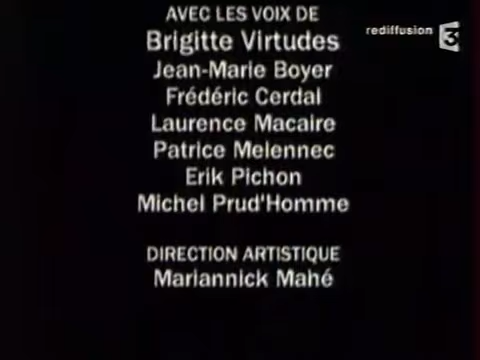 AVEC LES VOIX DE
Brigitte Virtudes
Jean-Marie Boyer
Frédéric Cerdal
Laurence Macaire
Patrice Melennec
Erik Pichon
Michel Prud'Homme
DIRECTION ARTISTIQUE
Mariannick Mahé
rediffusion 3